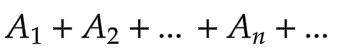 A₁ + A₂ + ... + Aₙ + ...